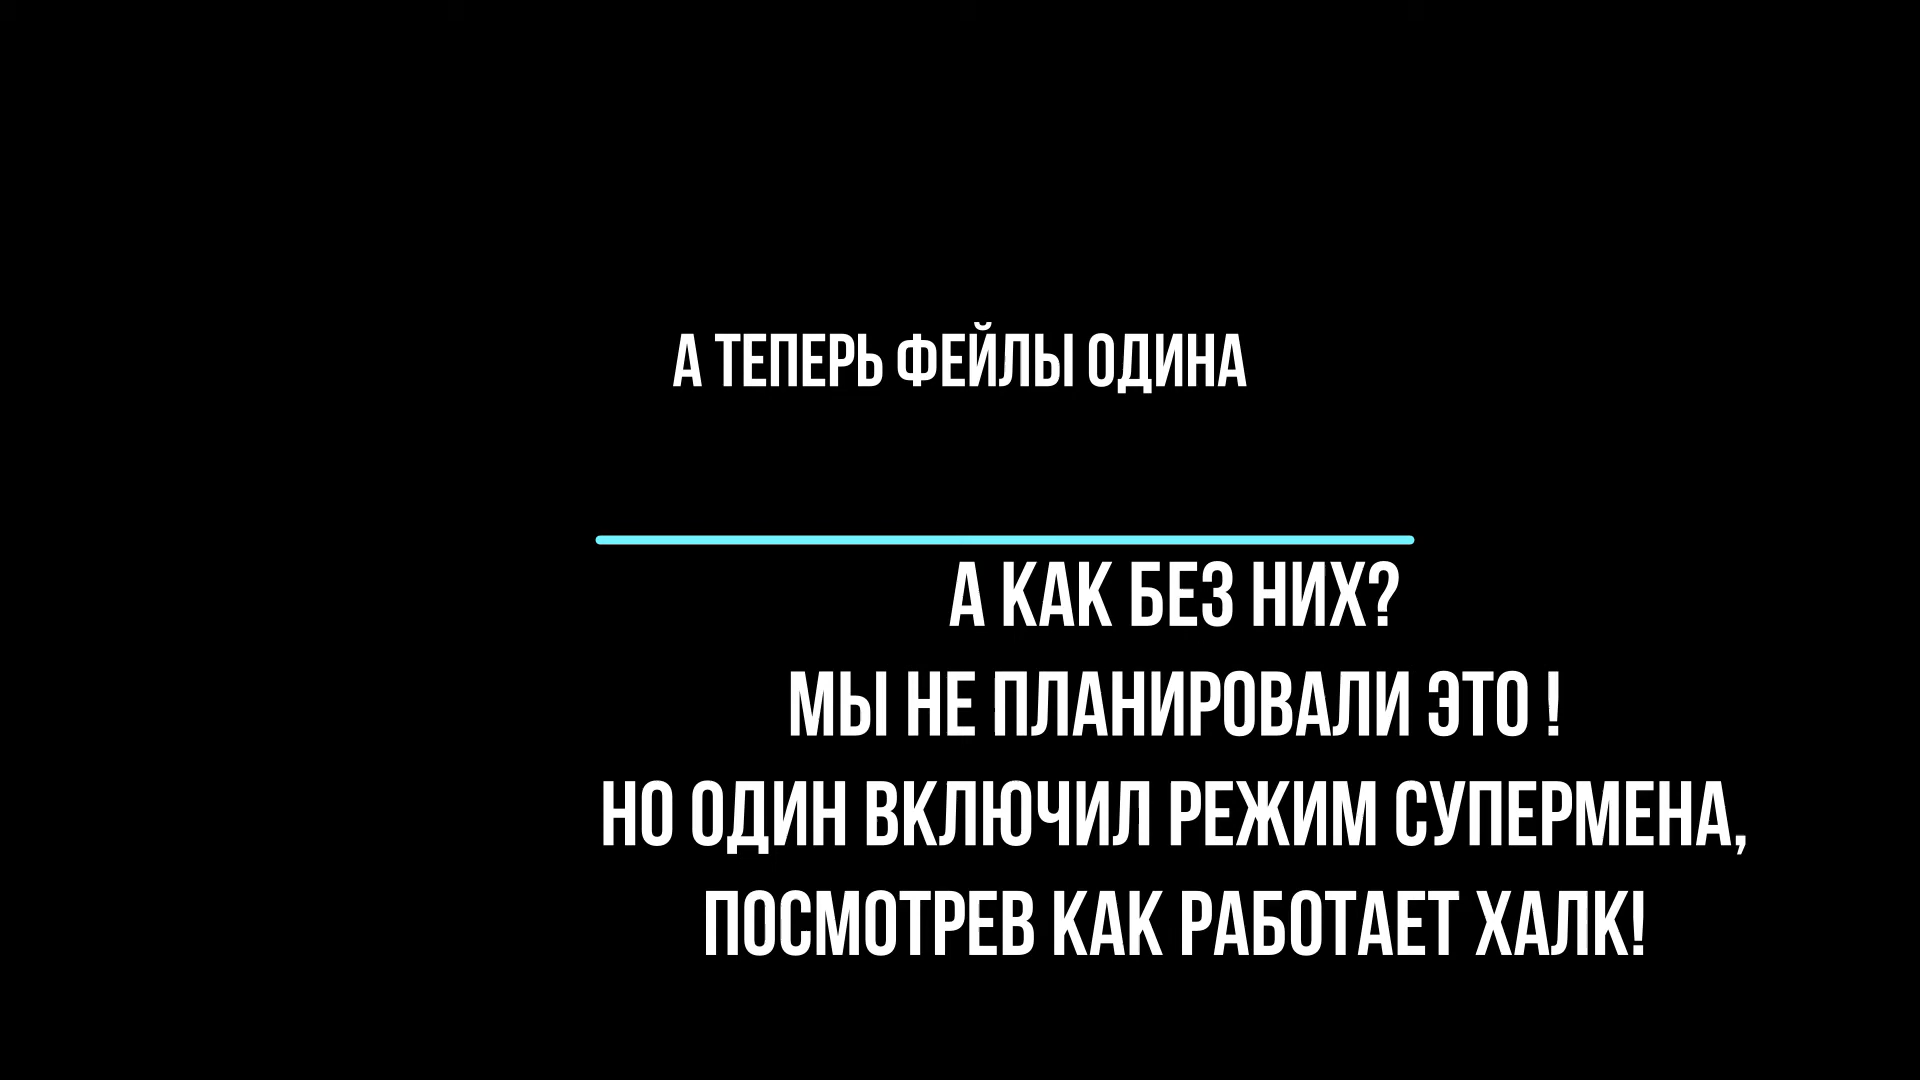 А ТЕПЕРЬ ФЕЙЛЫ ОДИНА
А КАК БЕЗ НИХ?
МЫ НЕ ПЛАНИРОВАЛИ ЭТО !
НО ОДИН ВКЛЮЧИЛ РЕЖИМ СУПЕРМЕНА,
ПОСМОТРЕВ КАК РАБОТАЕТ ХАЛК!